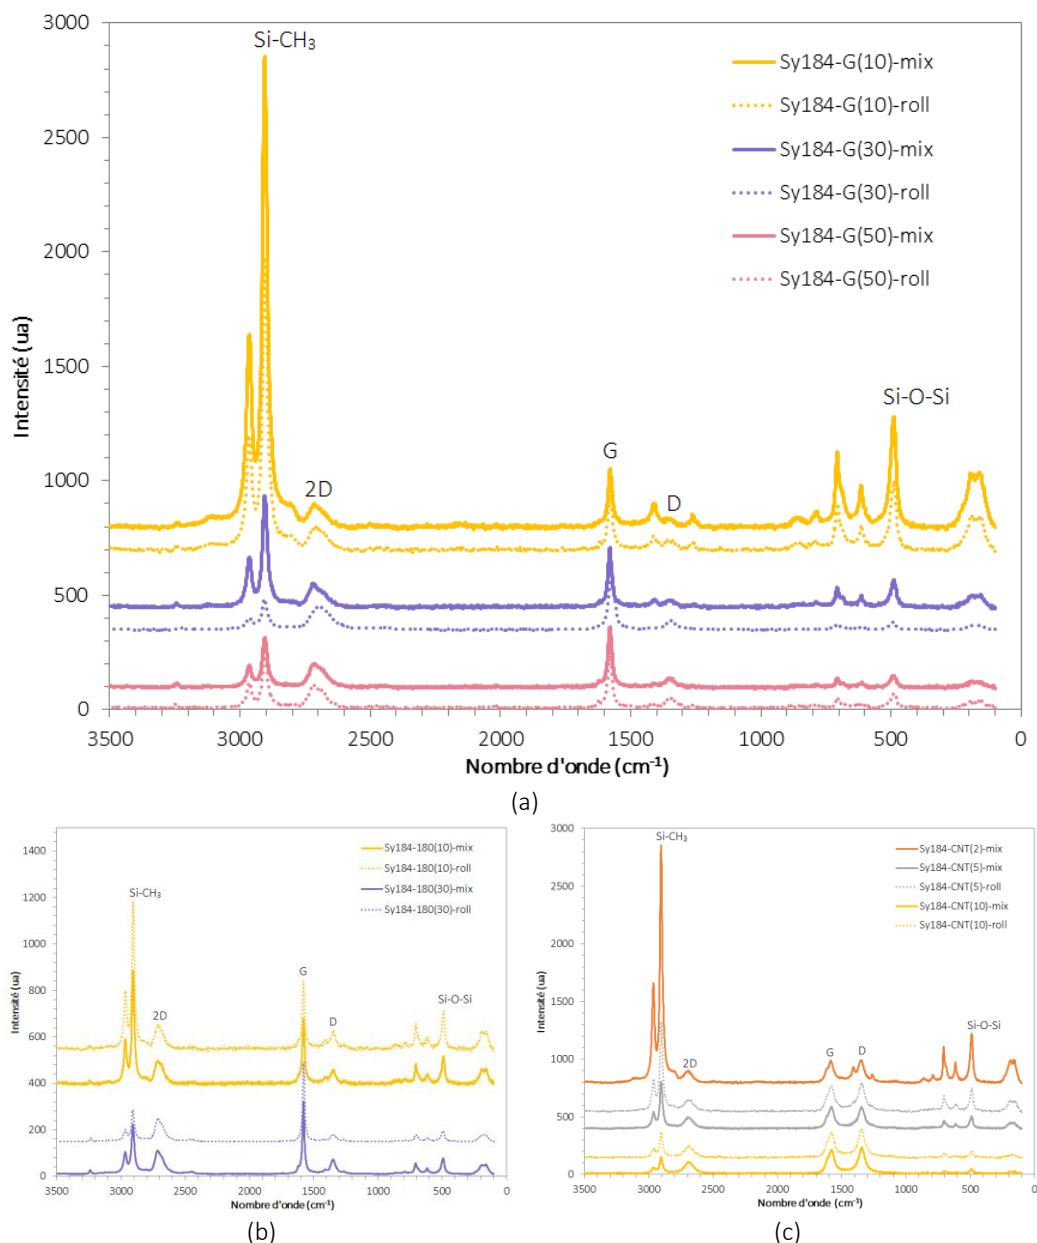 3000
2500
2000
1500
1000
500
0
Intensité (ua)
Si-CH3
2D
G
D
Si-O-Si
Sy184-G(10)-mix
Sy184-G(10)-roll
Sy184-G(30)-mix
Sy184-G(30)-roll
Sy184-G(50)-mix
Sy184-G(50)-roll
3500 3000 2500 2000 1500 1000 500 0
Nombre d'onde (cm-1)
(a)
1400
1200
1000
800
600
400
200
0
Intensité (ua)
Si-CH3
2D
G
D
Si-O-Si
Sy184-180(10)-mix
Sy184-180(10)-roll
Sy184-180(30)-mix
Sy184-180(30)-roll
3500 3000 2500 2000 1500 1000 500 0
Nombre d'onde (cm-1)
(b)
3000
2500
2000
1500
1000
500
0
Intensité (ua)
Si-CH3
2D
G
D
Si-O-Si
Sy184-CNT(2)-mix
Sy184-CNT(5)-mix
Sy184-CNT(5)-roll
Sy184-CNT(10)-mix
Sy184-CNT(10)-roll
3500 3000 2500 2000 1500 1000 500 0
Nombre d'onde (cm-1)
(c)